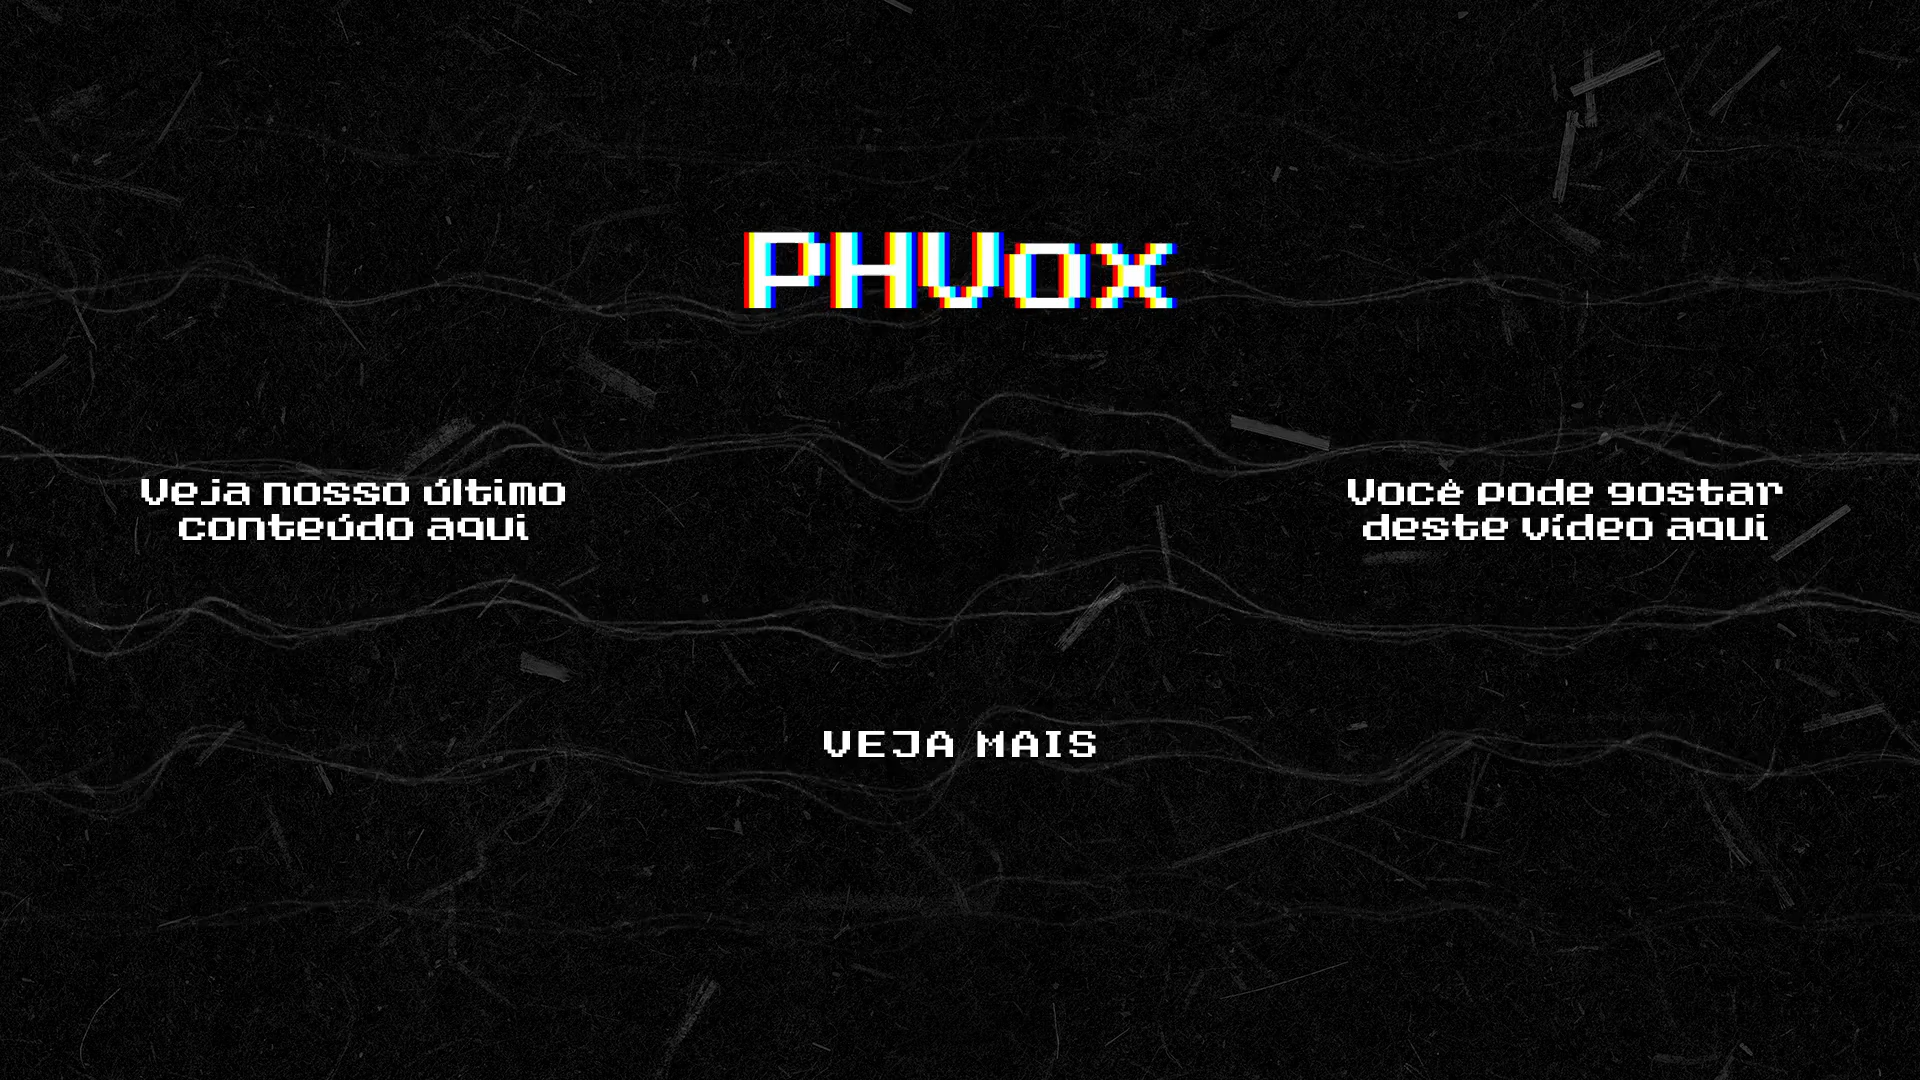 PHVox
Veja nosso último
conteúdo aqui
Você pode gostar
deste vídeo aqui
VEJA MAIS